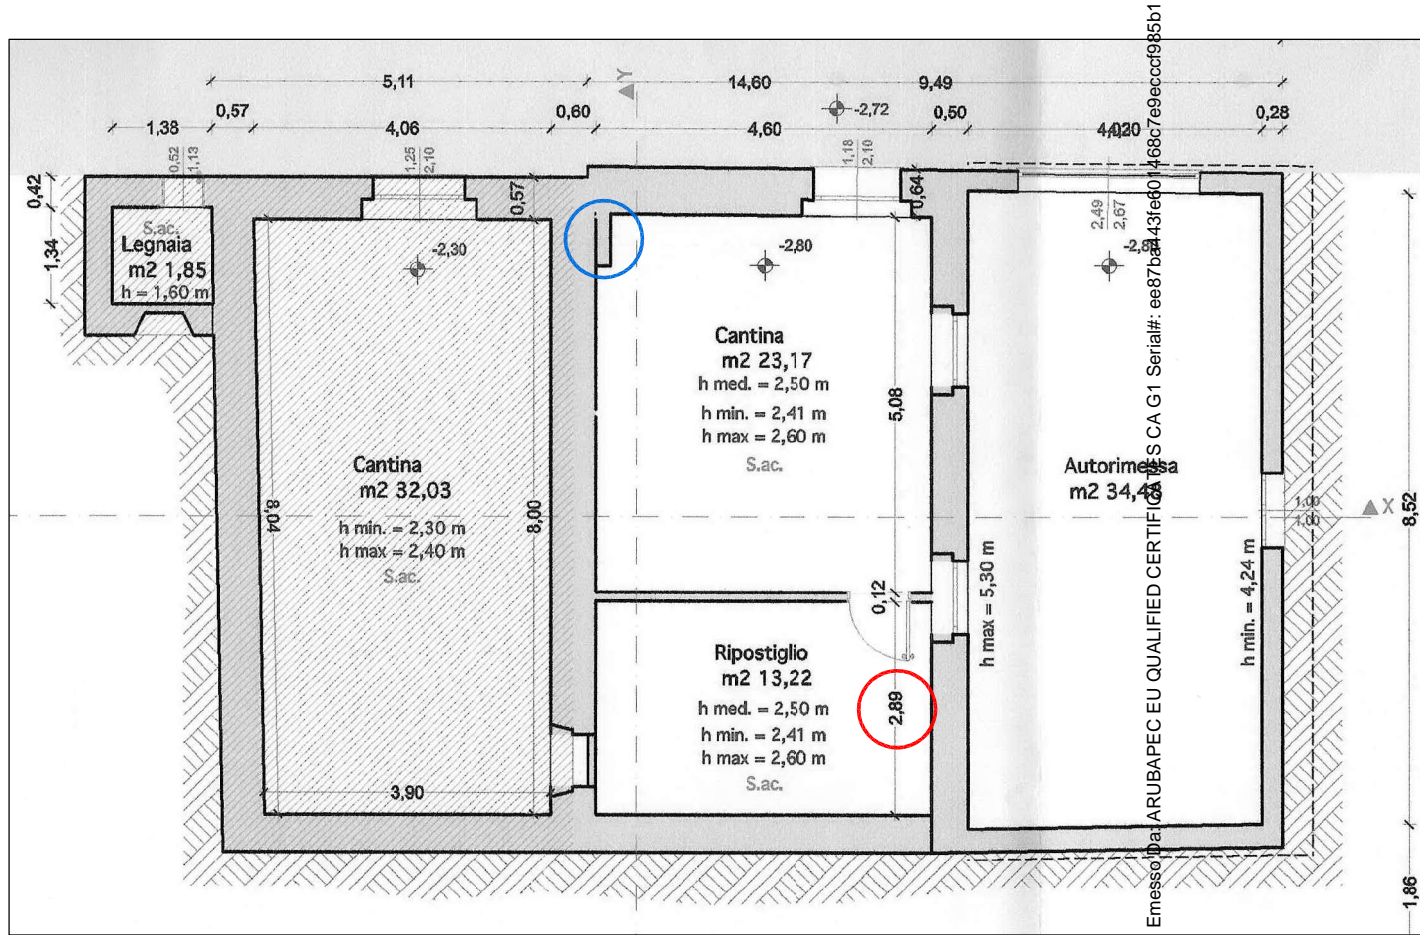 5,11
14,60
9,49
Y
-2,72
0,57
0,60
0,50
0,28
1,38
4,06
4,60
0,52
1,13
1,25
2,10
1,18
2,10
0,42
0,57
0,64
2,49
2,67
S.ac.
Legnaia
m2 1,85
h = 1,60 m
1,34
-2,30
-2,80
Cantina
m2 23,17
h med. = 2,50 m
h min. = 2,41 m
h max = 2,60 m
S.ac.
5,08
Cantina
m2 32,03
h min. = 2,30 m
h max = 2,40 m
S.ac.
8,04
8,00
Autorimessa
m2 34,48
1,00
1,00
X
8,52
h max = 5,30 m
h min. = 4,24 m
0,12
Ripostiglio
m2 13,22
h med. = 2,50 m
h min. = 2,41 m
h max = 2,60 m
S.ac.
2,89
3,90
1,86
Emesso Da: ARUBAPEC EU QUALIFIED CERTIFICATES CA G1 Serial#: